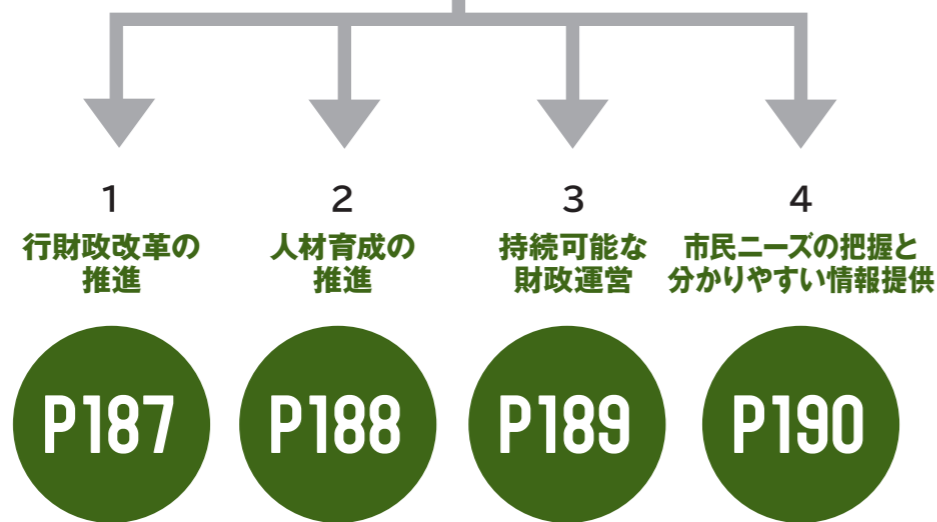 1
行財政改革の
推進
P187
2
人材育成の
推進
P188
3
持続可能な
財政運営
P189
4
市民ニーズの把握と
分かりやすい情報提供
P190